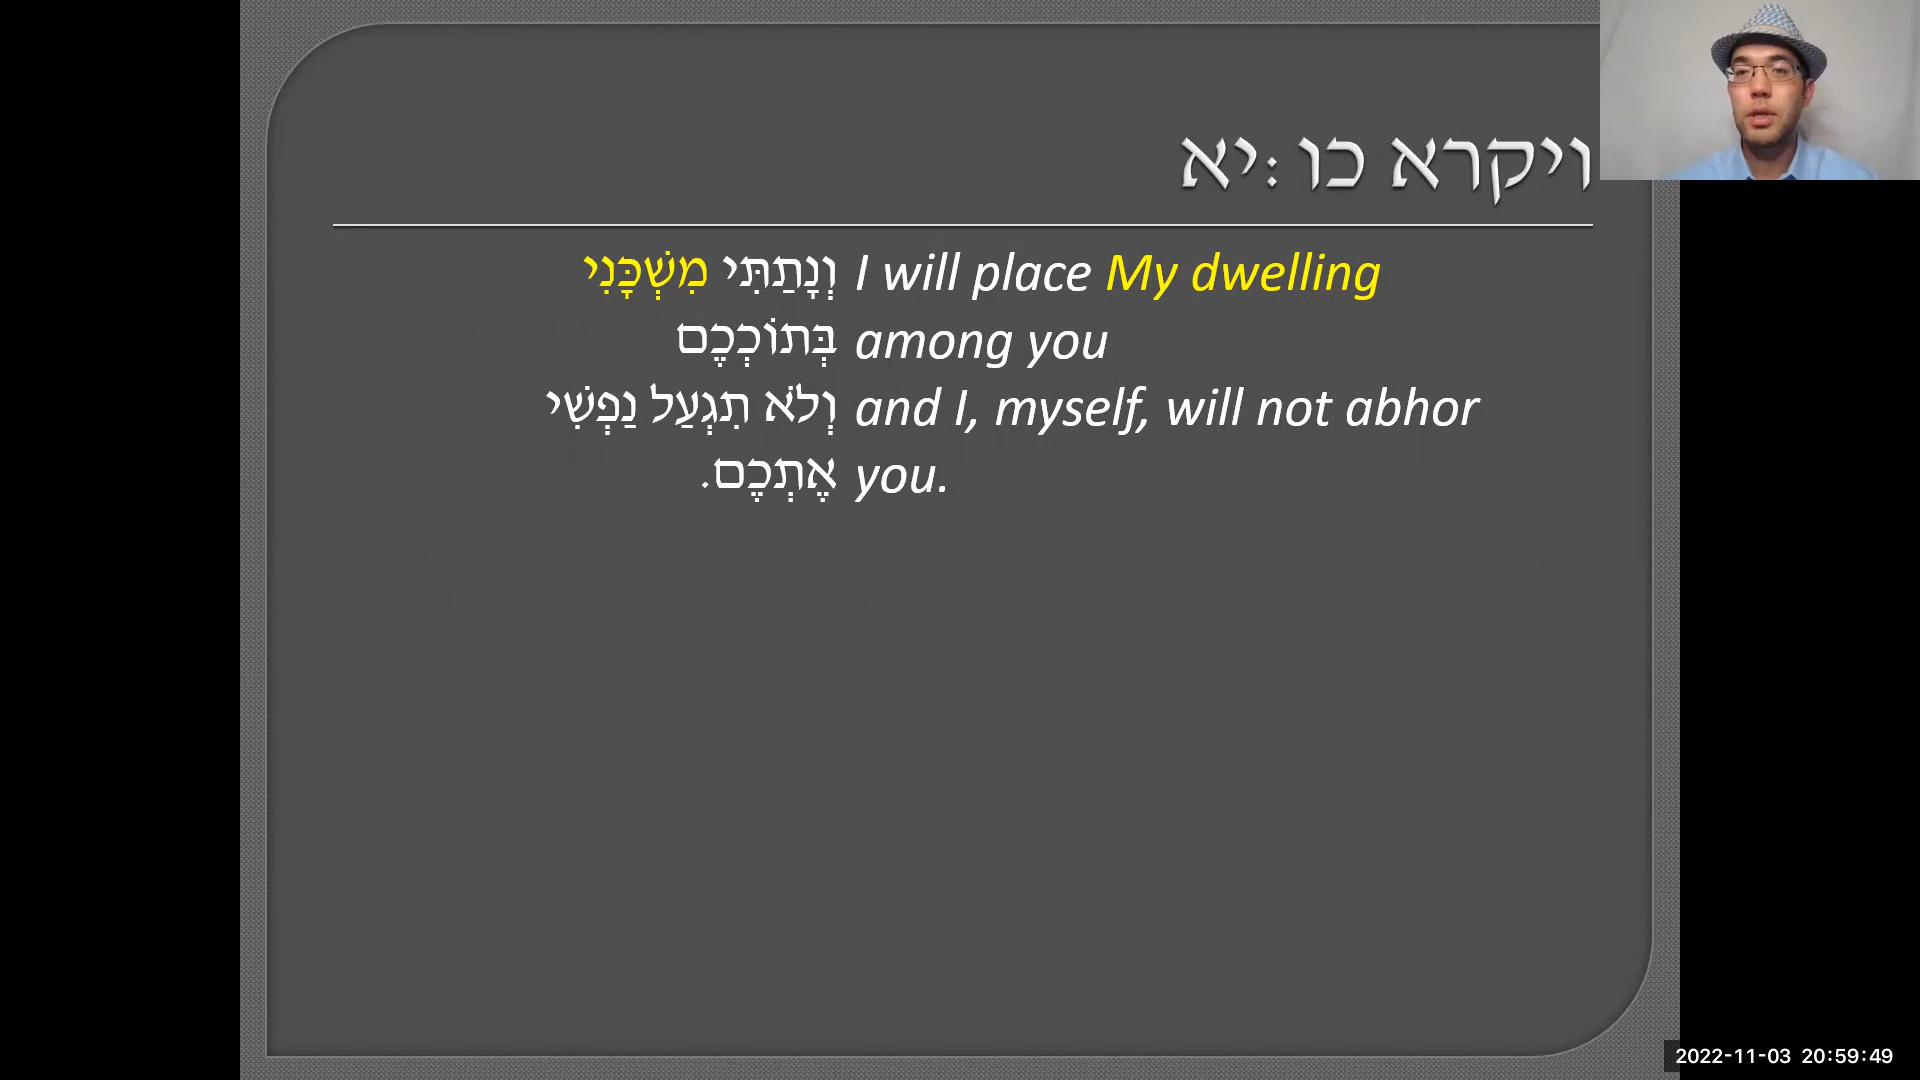 ויקרא כו :יא
וְנָתַתִּי מִשְׁכָּנִי I will place My dwelling
בְּתוֹכְכֶם among you
וְלֹא תִגְעַל נַפְשִׁי and I, myself, will not abhor
אֶתְכֶם. you.
2022-11-03 20:59:49